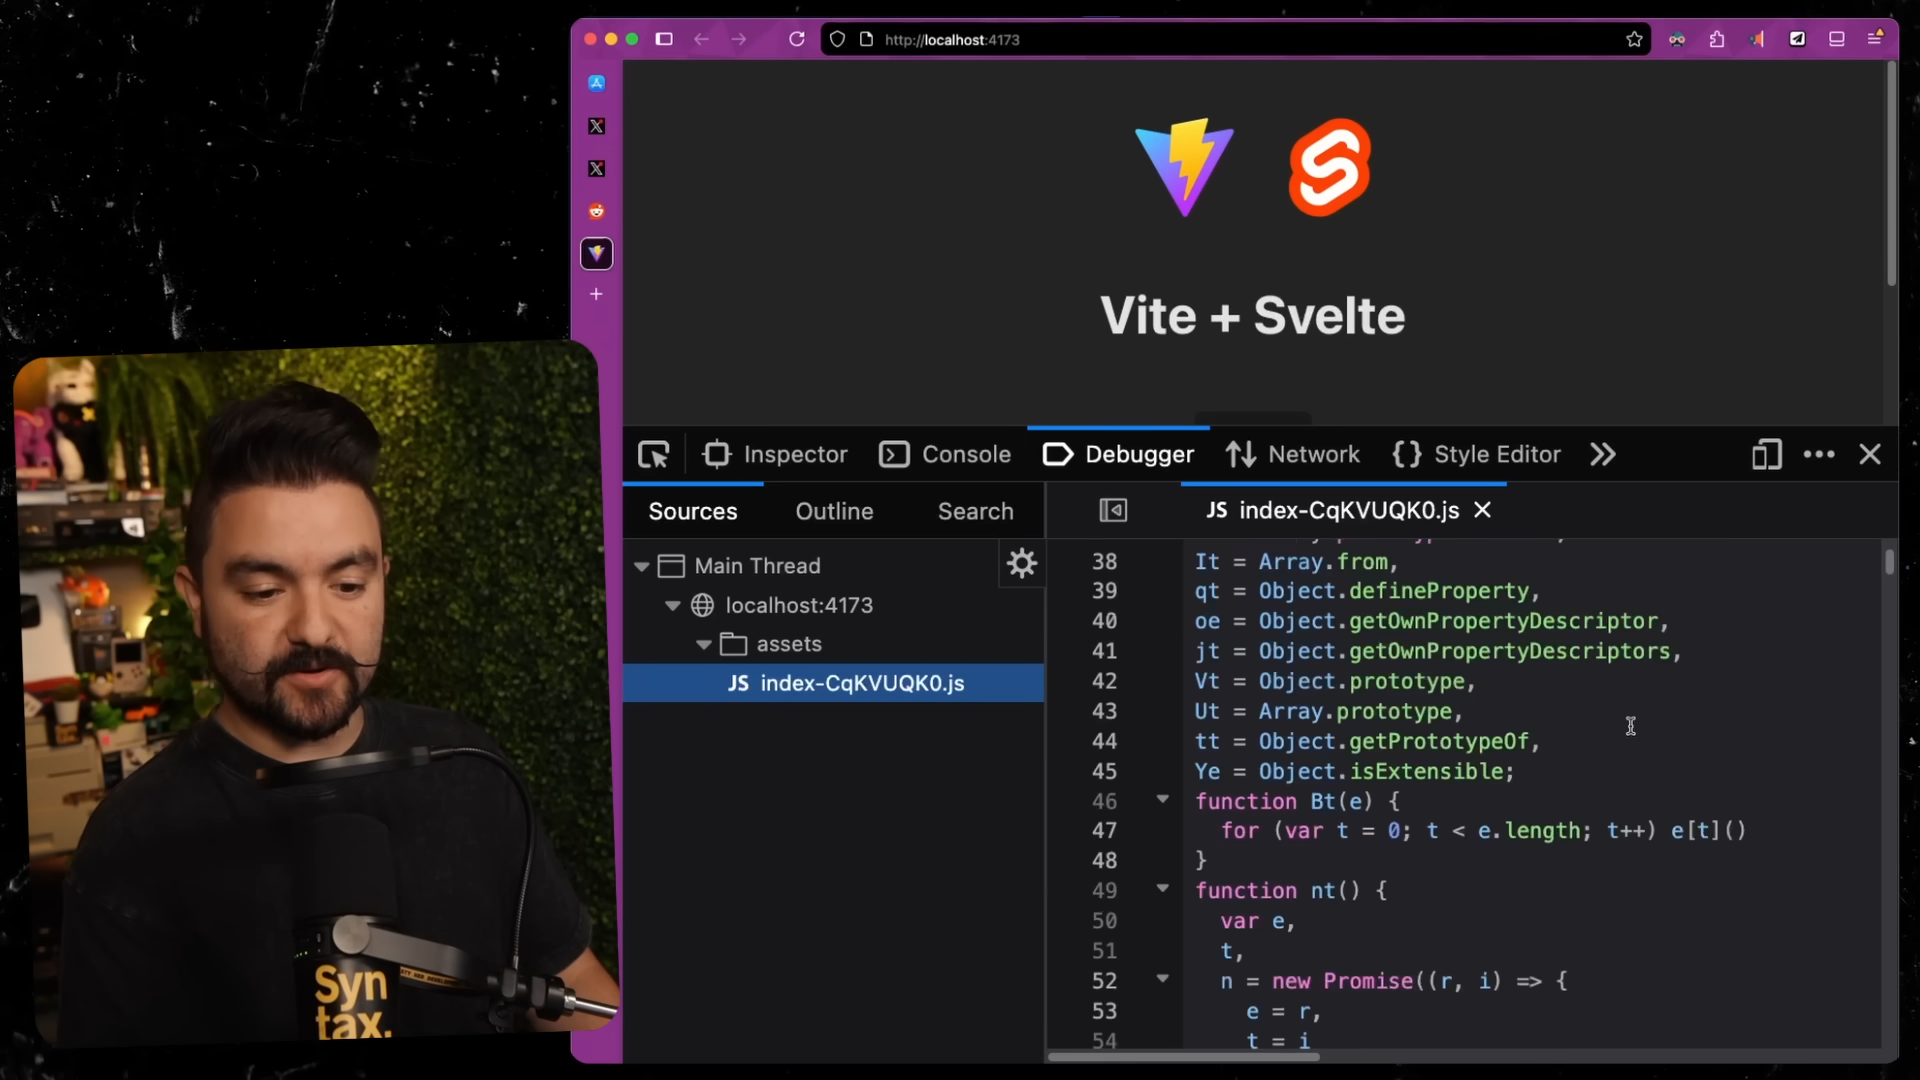 http://localhost:4173
Vite + Svelte
Inspector
Console
Debugger
Network
Style Editor
Sources
Outline
Search
JS index-CqKVUQK0.js
Main Thread
localhost:4173
assets
JS index-CqKVUQK0.js
38 It = Array.from,
39 qt = Object.defineProperty,
40 oe = Object.getOwnPropertyDescriptor,
41 jt = Object.getOwnPropertyDescriptors,
42 Vt = Object.prototype,
43 Ut = Array.prototype,
44 tt = Object.getPrototypeOf,
45 Ye = Object.isExtensible;
46 function Bt(e) {
47 for (var t = 0; t < e.length; t++) e[t]()
48 }
49 function nt() {
50 var e,
51 t,
52 n = new Promise((r, i) => {
53 e = r,
54 t = i
Syn
tax.